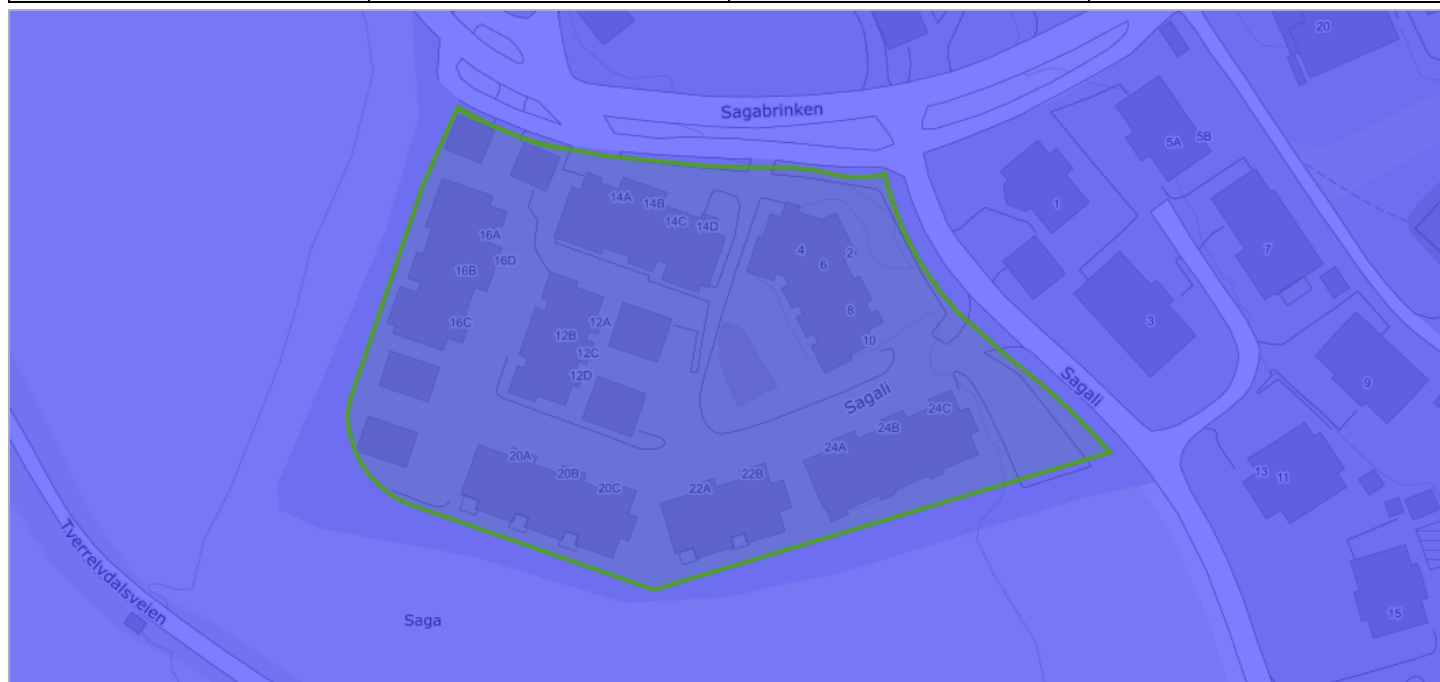 20
Sagabrinken
5A
5B
14A
14B
14C
14D
1
16A
16D
16B
16C
4
6
2
8
10
7
3
12A
12B
12C
12D
9
Sagali
Sagali
24C
24B
24A
20A
20B
20C
22B
22A
13
11
Tverrelvdalsveien
Saga
15